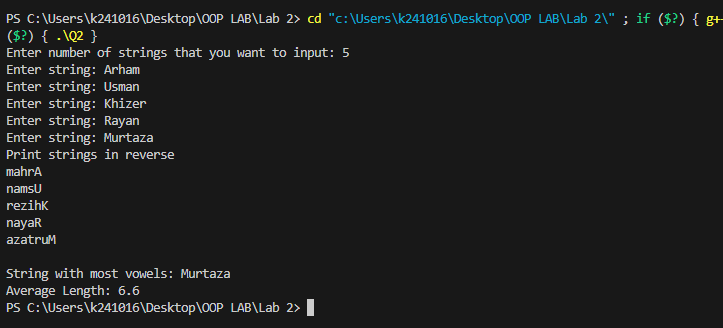 PS C:\Users\k241016\Desktop\OOP LAB\Lab 2> cd "c:\Users\k241016\Desktop\OOP LAB\Lab 2\" ; if ($?) { g++
($?) { .\Q2 }
Enter number of strings that you want to input: 5
Enter string: Arham
Enter string: Usman
Enter string: Khizer
Enter string: Rayan
Enter string: Murtaza
Print strings in reverse
mahrA
namsU
rezihK
nayaR
azatruM
String with most vowels: Murtaza
Average Length: 6.6
PS C:\Users\k241016\Desktop\OOP LAB\Lab 2>